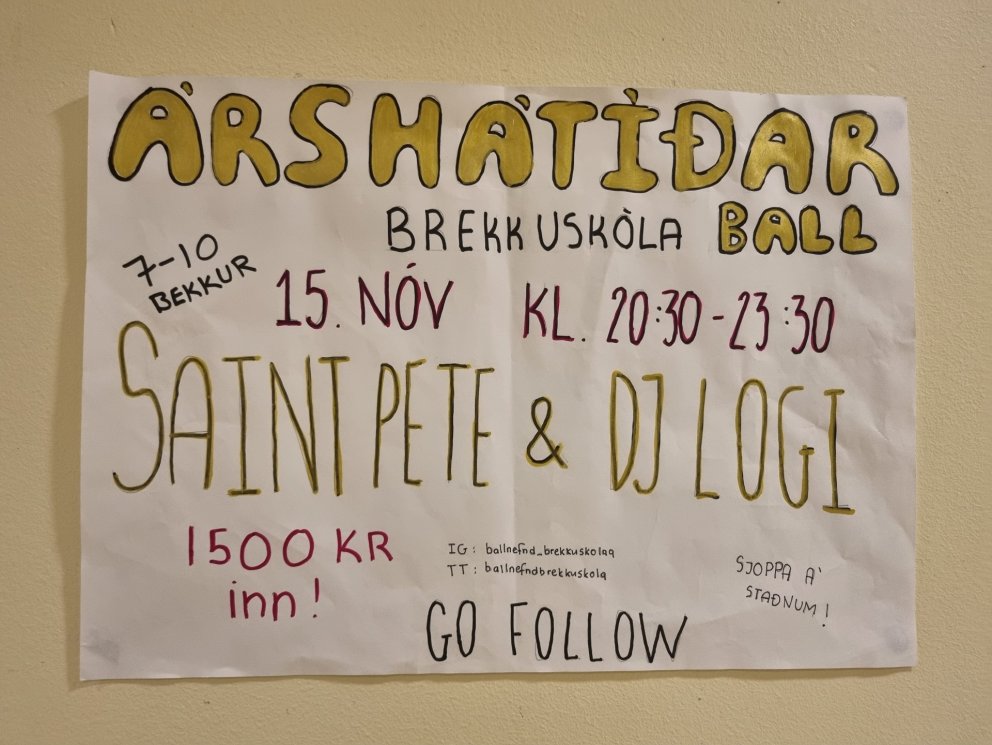 ÁRSHÁTÍÐAR
BREKKUSKÓLA BALL
7-10
BEKKUR
15. NÓV KL. 20:30-23:30
SAINT PETE & DJ LOGI
1500 KR
inn!
IG: ballnefnd_brekkuskolaa
TT: ballnefndbrekkuskola
GO FOLLOW
SJOPPA Á
STAÐNUM!